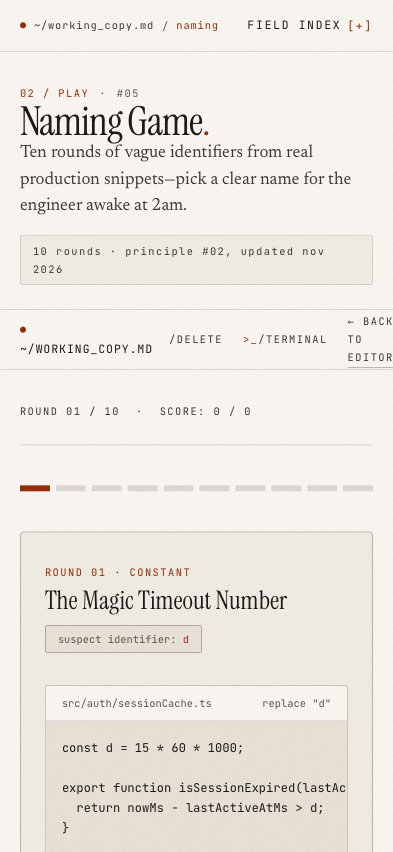 ~/working_copy.md / naming
FIELD INDEX [+]
02 / PLAY · #05
Naming Game.
Ten rounds of vague identifiers from real
production snippets—pick a clear name for the
engineer awake at 2am.
10 rounds · principle #02, updated nov
2026
~/WORKING_COPY.MD
/DELETE
>_/TERMINAL
← BACK
TO
EDITOR
ROUND 01 / 10 · SCORE: 0 / 0
ROUND 01 · CONSTANT
The Magic Timeout Number
suspect identifier: d
src/auth/sessionCache.ts
replace "d"
const d = 15 * 60 * 1000;
export function isSessionExpired(lastAc
return nowMs - lastActiveAtMs > d;
}